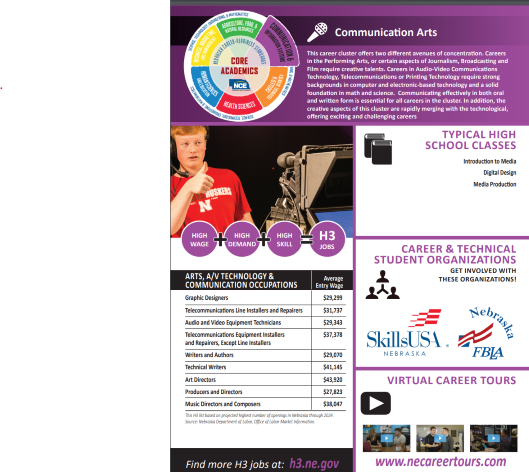 CORE
ACADEMICS
NCE
HEALTH SCIENCES
Communication Arts
This career cluster offers two different avenues of concentration. Careers
in the Performing Arts, or certain aspects of Journalism, Broadcasting and
Film require creative talents. Careers in Audio-Video Communications
Technology, Telecommunications or Printing Technology require strong
backgrounds in computer and electronic-based technology and a solid
foundation in math and science. Communicating effectively in both oral
and written form is essential for all careers in the cluster. In addition, the
creative aspects of this cluster are rapidly merging with the technological,
offering exciting and challenging careers
TYPICAL HIGH
SCHOOL CLASSES
Introduction to Media
Digital Design
Media Production
HUSKERS
N
HIGH
WAGE
+
HIGH
DEMAND
+
HIGH
SKILL
=
H3
JOBS
CAREER & TECHNICAL
STUDENT ORGANIZATIONS
GET INVOLVED WITH
THESE ORGANIZATIONS!
SkillsUSA
NEBRASKA
Nebraska
FBLA
ARTS, A/V TECHNOLOGY &
COMMUNICATION OCCUPATIONS
Average
Entry Wage
Graphic Designers $29,299
Telecommunications Line Installers and Repairers $31,737
Audio and Video Equipment Technicians $29,343
Telecommunications Equipment Installers
and Repairers, Except Line Installers $37,378
Writers and Authors $29,070
Technical Writers $41,145
Art Directors $43,920
Producers and Directors $27,823
Music Directors and Composers $38,047
This H3 list based on projected highest number of openings in Nebraska through 2024.
Source: Nebraska Department of Labor, Office of Labor Market Information.
VIRTUAL CAREER TOURS
Find more H3 jobs at: h3.ne.gov
www.necareertours.com